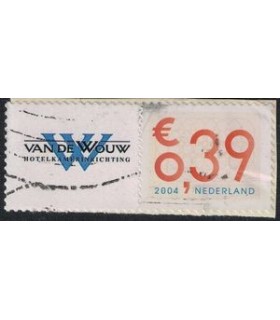 VAN DE WOUW
HOTELKAMERINRICHTING
€
0,39
2004 NEDERLAND